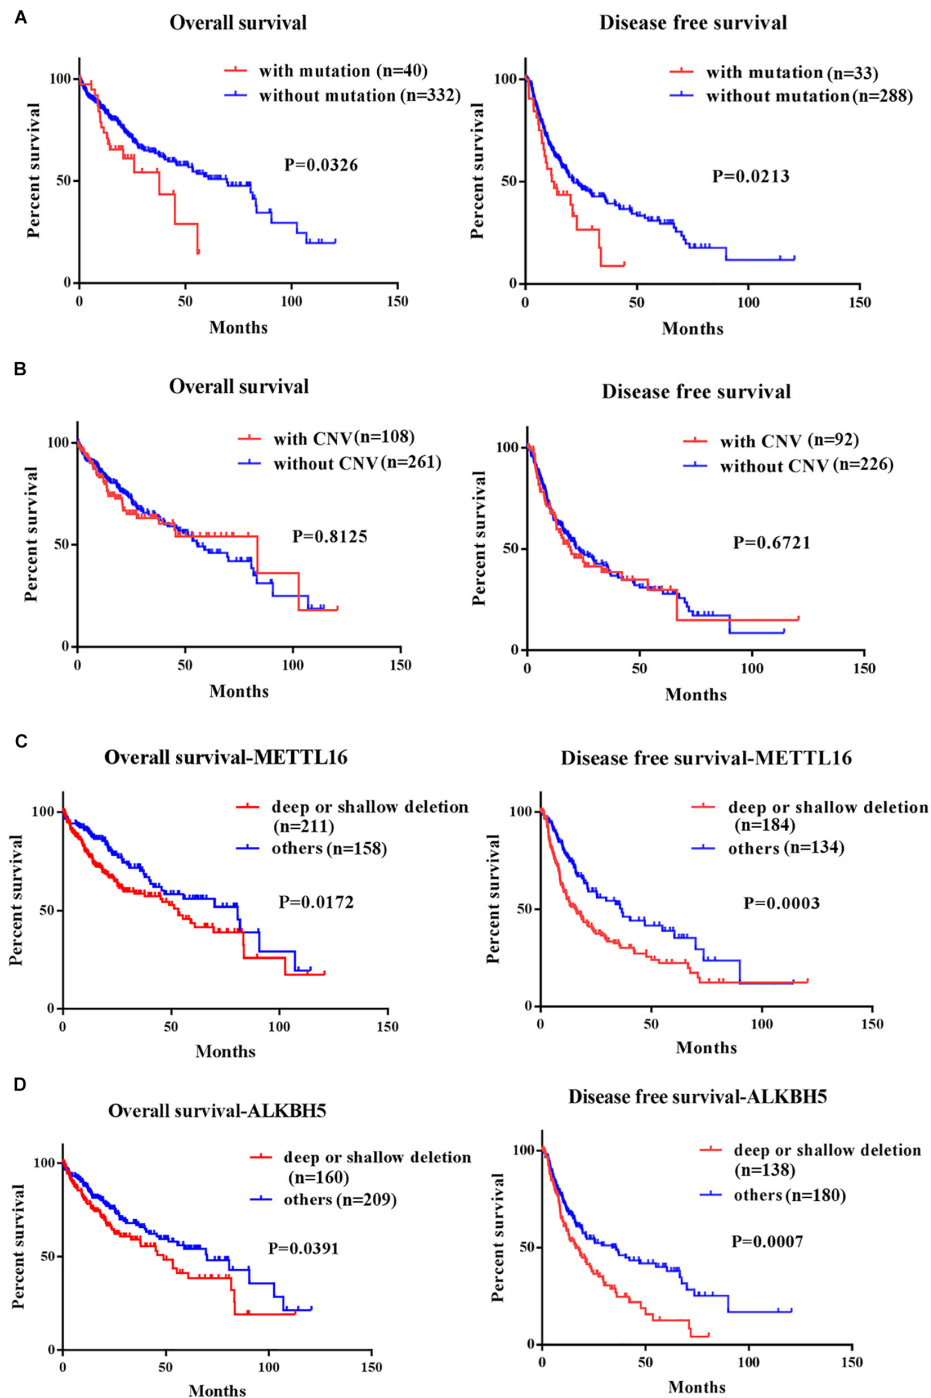 A
Overall survival
Percent survival
100
50
0
0 50 100 150
Months
with mutation (n=40)
without mutation (n=332)
P=0.0326
Disease free survival
Percent survival
100
50
0
0 50 100 150
Months
with mutation (n=33)
without mutation (n=288)
P=0.0213
B
Overall survival
Percent survival
100
50
0
0 50 100 150
Months
with CNV (n=108)
without CNV (n=261)
P=0.8125
Disease free survival
Percent survival
100
50
0
0 50 100 150
Months
with CNV (n=92)
without CNV (n=226)
P=0.6721
C
Overall survival-METTL16
Percent survival
100
50
0
0 50 100 150
Months
deep or shallow deletion
(n=211)
others (n=158)
P=0.0172
Disease free survival-METTL16
Percent survival
100
50
0
0 50 100 150
Months
deep or shallow deletion
(n=184)
others (n=134)
P=0.0003
D
Overall survival-ALKBH5
Percent survival
100
50
0
0 50 100 150
Months
deep or shallow deletion
(n=160)
others (n=209)
P=0.0391
Disease free survival-ALKBH5
Percent survival
100
50
0
0 50 100 150
Months
deep or shallow deletion
(n=138)
others (n=180)
P=0.0007